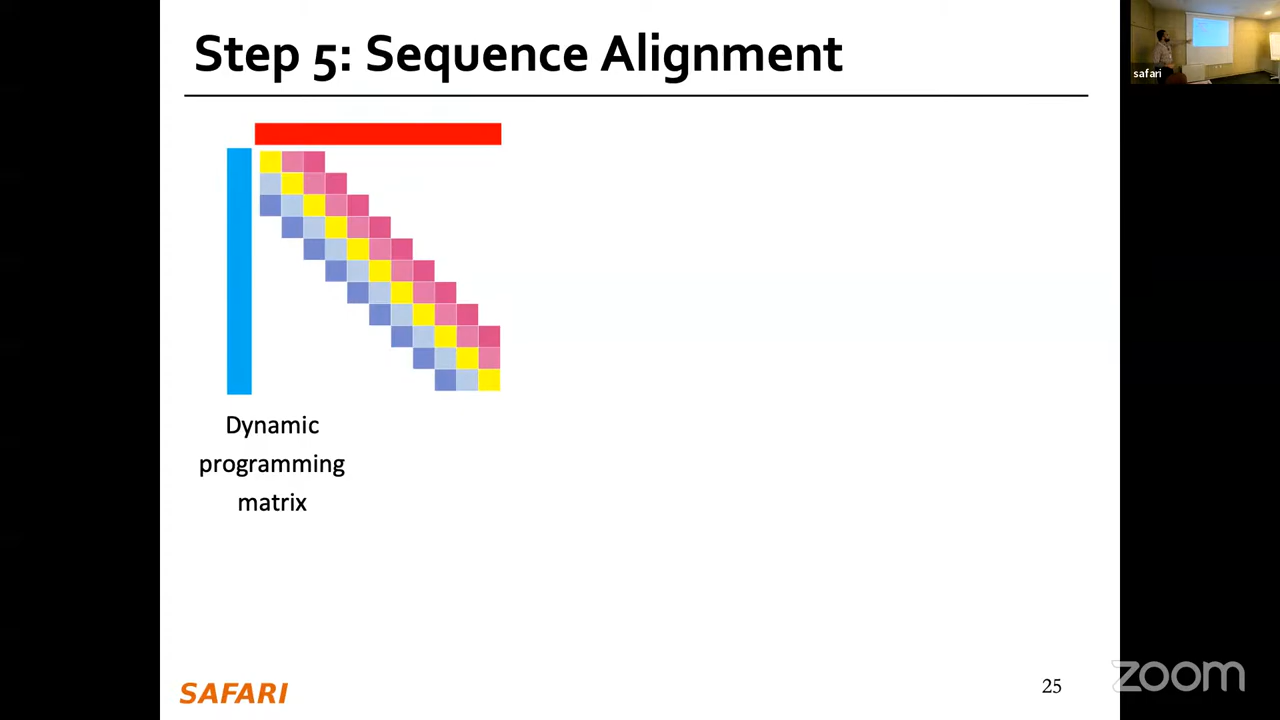 Step 5: Sequence Alignment
safari
Dynamic
programming
matrix
SAFARI
25
zoom